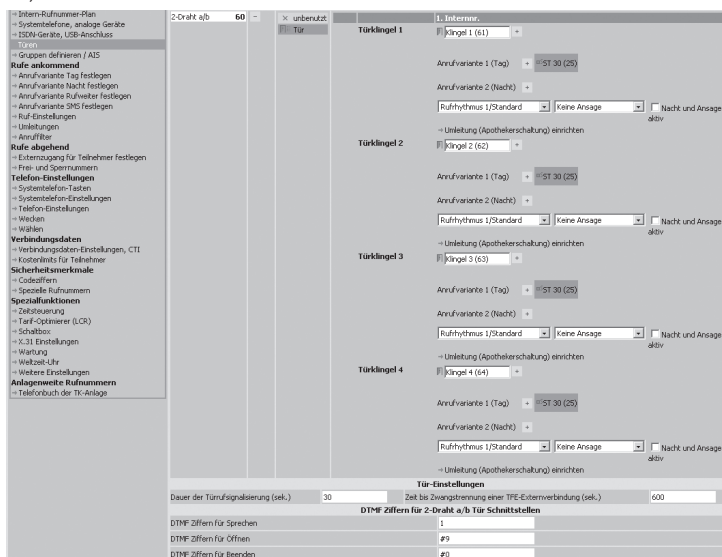 → Intern-Rufnummer-Plan
→ Systemtelefone, analoge Geräte
→ ISDN-Geräte, USB-Anschluss
Türen
→ Gruppen definieren / AIS
Rufe ankommend
→ Anrufvariante Tag festlegen
→ Anrufvariante Nacht festlegen
→ Anrufvariante Rufweiter festlegen
→ Anrufvariante SMS festlegen
→ Ruf-Einstellungen
→ Umleitungen
→ Anruffilter
Rufe abgehend
→ Externzugang für Teilnehmer festlegen
→ Frei- und Sperrnummern
Telefon-Einstellungen
→ Systemtelefon-Tasten
→ Systemtelefon-Einstellungen
→ Telefon-Einstellungen
→ Wecken
→ Wählen
Verbindungsdaten
→ Verbindungsdaten-Einstellungen, CTI
→ Kostenlimits für Teilnehmer
Sicherheitsmerkmale
→ Codeziffern
→ Spezielle Rufnummern
Spezialfunktionen
→ Zeitsteuerung
→ Tarif-Optimierer (LCR)
→ Schaltbox
→ X.31 Einstellungen
→ Wartung
→ Weltzeit-Uhr
→ Weitere Einstellungen
Anlagenweite Rufnummern
→ Telefonbuch der TK-Anlage
2-Draht a/b 60 −
× unbenutzt
Tür
1. Internnr.
Türklingel 1 Klingel 1 (61) +
Anrufvariante 1 (Tag) + ST 30 (25)
Anrufvariante 2 (Nacht) +
Rufrhythmus 1/Standard Keine Ansage Nacht und Ansage
aktiv
→ Umleitung (Apothekerschaltung) einrichten
Türklingel 2 Klingel 2 (62) +
Anrufvariante 1 (Tag) + ST 30 (25)
Anrufvariante 2 (Nacht) +
Rufrhythmus 1/Standard Keine Ansage Nacht und Ansage
aktiv
→ Umleitung (Apothekerschaltung) einrichten
Türklingel 3 Klingel 3 (63) +
Anrufvariante 1 (Tag) + ST 30 (25)
Anrufvariante 2 (Nacht) +
Rufrhythmus 1/Standard Keine Ansage Nacht und Ansage
aktiv
→ Umleitung (Apothekerschaltung) einrichten
Türklingel 4 Klingel 4 (64) +
Anrufvariante 1 (Tag) + ST 30 (25)
Anrufvariante 2 (Nacht) +
Rufrhythmus 1/Standard Keine Ansage Nacht und Ansage
aktiv
→ Umleitung (Apothekerschaltung) einrichten
Tür-Einstellungen
Dauer der Türrufsignalisierung (sek.) 30 Zeit bis Zwangstrennung einer TFE-Externverbindung (sek.) 600
DTMF Ziffern für 2-Draht a/b Tür Schnittstellen
DTMF Ziffern für Sprechen 1
DTMF Ziffern für Öffnen #9
DTMF Ziffern für Beenden #0